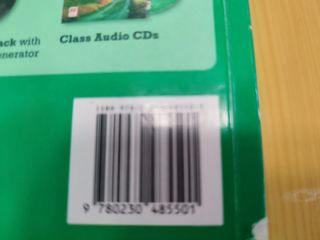 ack with
enerator
Class Audio CDs
9 780230 485501